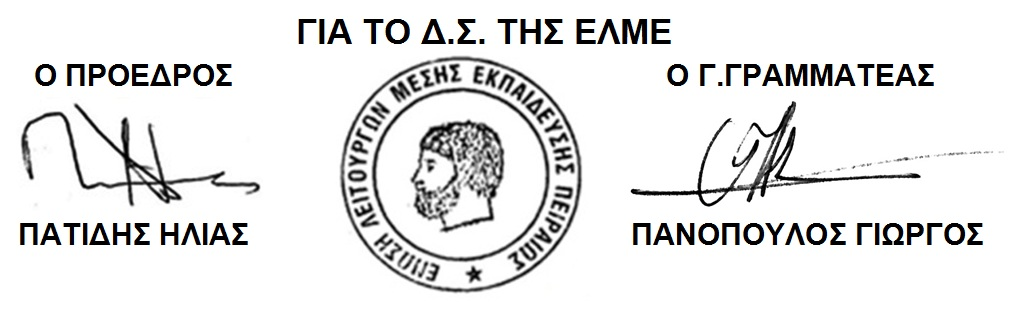 ΓΙΑ ΤΟ Δ.Σ. ΤΗΣ ΕΛΜΕ
Ο ΠΡΟΕΔΡΟΣ
Ο Γ.ΓΡΑΜΜΑΤΕΑΣ
ΕΝΩΣΗ ΛΕΙΤΟΥΡΓΩΝ ΜΕΣΗΣ ΕΚΠΑΙΔΕΥΣΗΣ ΠΕΙΡΑΙΩΣ
ΠΑΤΙΔΗΣ ΗΛΙΑΣ
ΠΑΝΟΠΟΥΛΟΣ ΓΙΩΡΓΟΣ